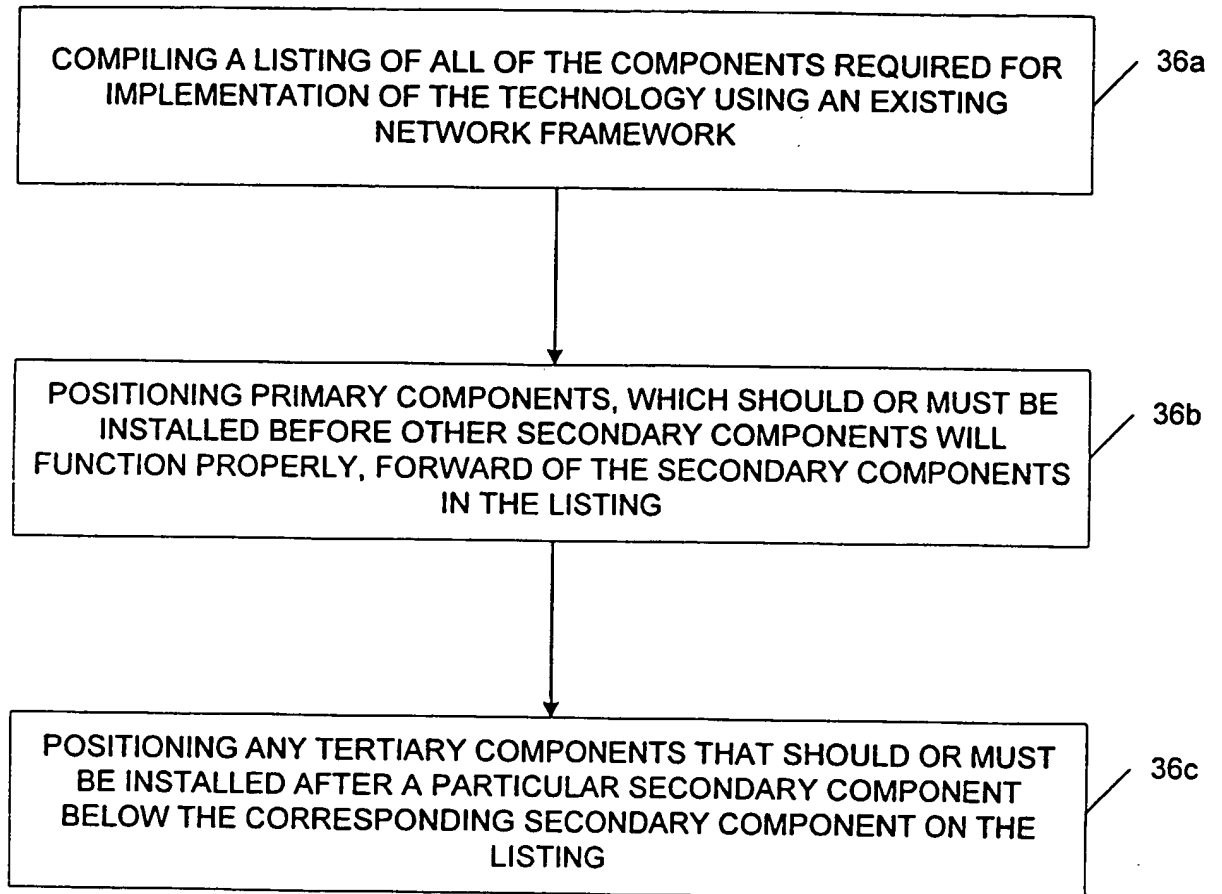 COMPILING A LISTING OF ALL OF THE COMPONENTS REQUIRED FOR
IMPLEMENTATION OF THE TECHNOLOGY USING AN EXISTING
NETWORK FRAMEWORK
36a
POSITIONING PRIMARY COMPONENTS, WHICH SHOULD OR MUST BE
INSTALLED BEFORE OTHER SECONDARY COMPONENTS WILL
FUNCTION PROPERLY, FORWARD OF THE SECONDARY COMPONENTS
IN THE LISTING
36b
POSITIONING ANY TERTIARY COMPONENTS THAT SHOULD OR MUST
BE INSTALLED AFTER A PARTICULAR SECONDARY COMPONENT
BELOW THE CORRESPONDING SECONDARY COMPONENT ON THE
LISTING
36c